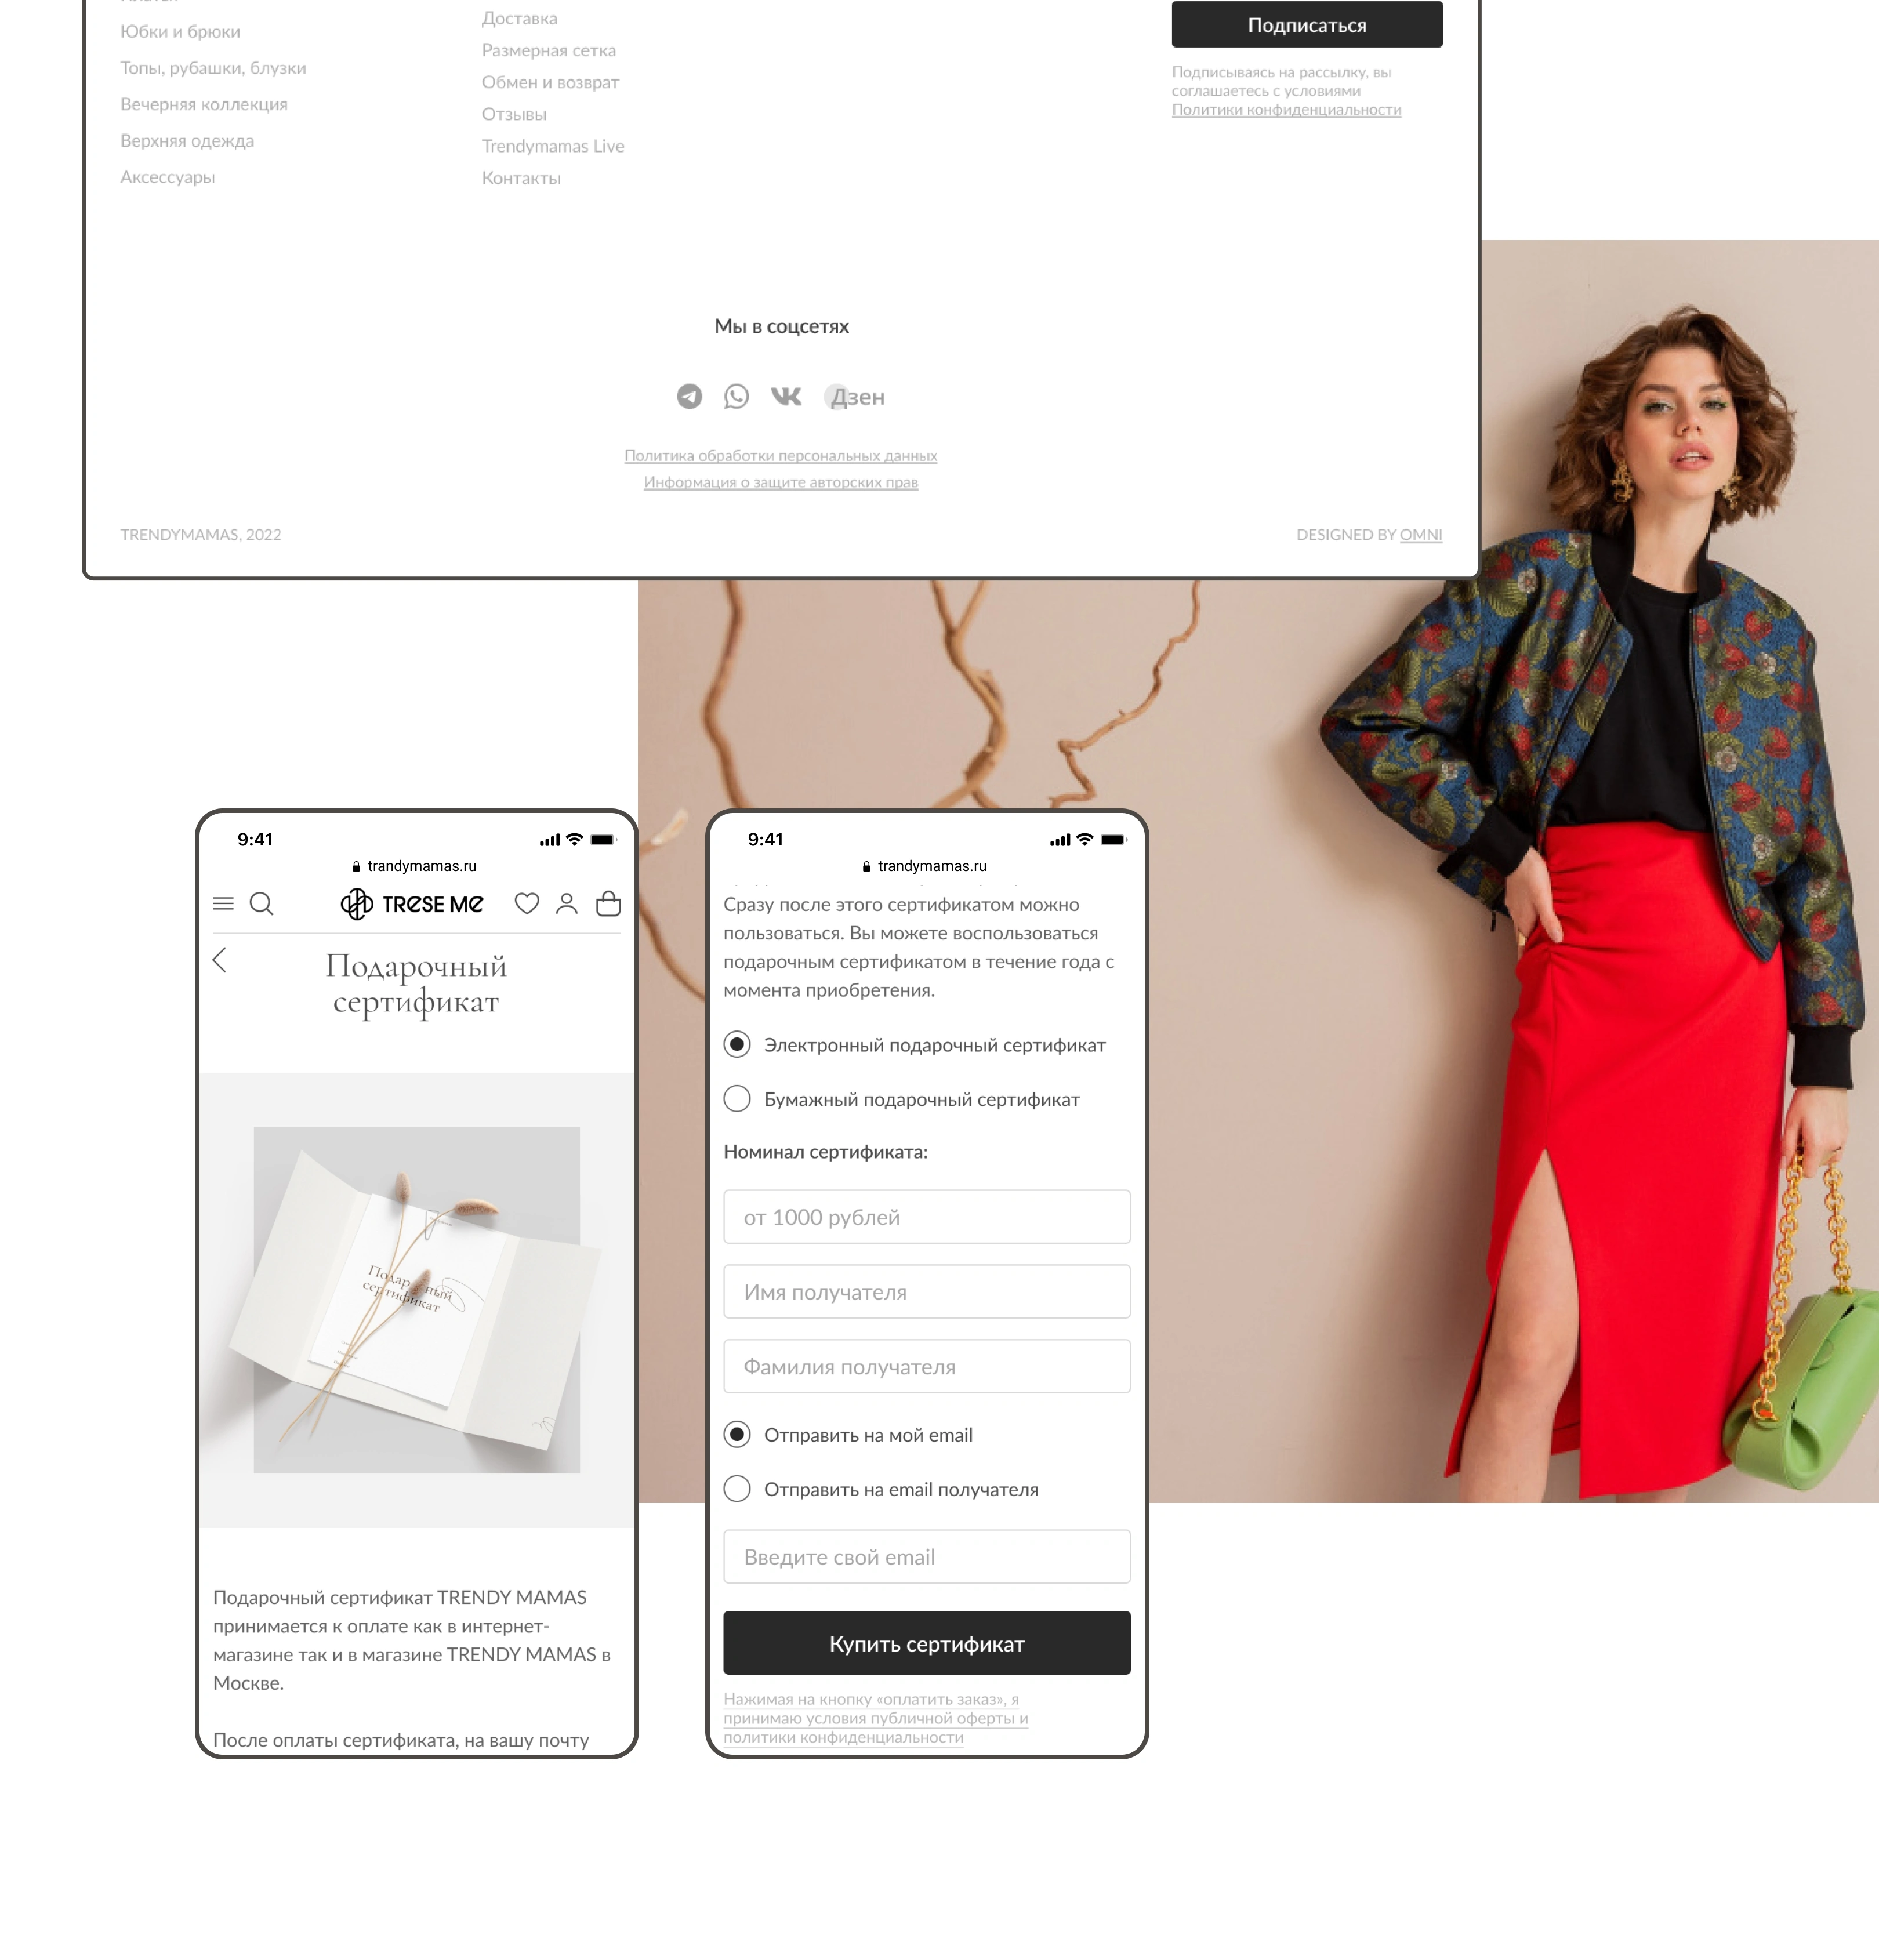 Юбки и брюки
Топы, рубашки, блузки
Вечерняя коллекция
Верхняя одежда
Аксессуары
Доставка
Размерная сетка
Обмен и возврат
Отзывы
Trendymamas Live
Контакты
Подписаться
Подписываясь на рассылку, вы
соглашаетесь с условиями
Политики конфиденциальности
Мы в соцсетях
Дзен
Политика обработки персональных данных
Информация о защите авторских прав
TRENDYMAMAS, 2022
DESIGNED BY OMNI
9:41
trandymamas.ru
TRESE ME
Подарочный
сертификат
сертификат
Подарочный сертификат TRENDY MAMAS
принимается к оплате как в интернет-
магазине так и в магазине TRENDY MAMAS в
Москве.
После оплаты сертификата, на вашу почту
9:41
trandymamas.ru
Сразу после этого сертификатом можно
пользоваться. Вы можете воспользоваться
подарочным сертификатом в течение года с
момента приобретения.
Электронный подарочный сертификат
Бумажный подарочный сертификат
Номинал сертификата:
от 1000 рублей
Имя получателя
Фамилия получателя
Отправить на мой email
Отправить на email получателя
Введите свой email
Купить сертификат
Нажимая на кнопку «оплатить заказ», я
принимаю условия публичной оферты и
политики конфиденциальности